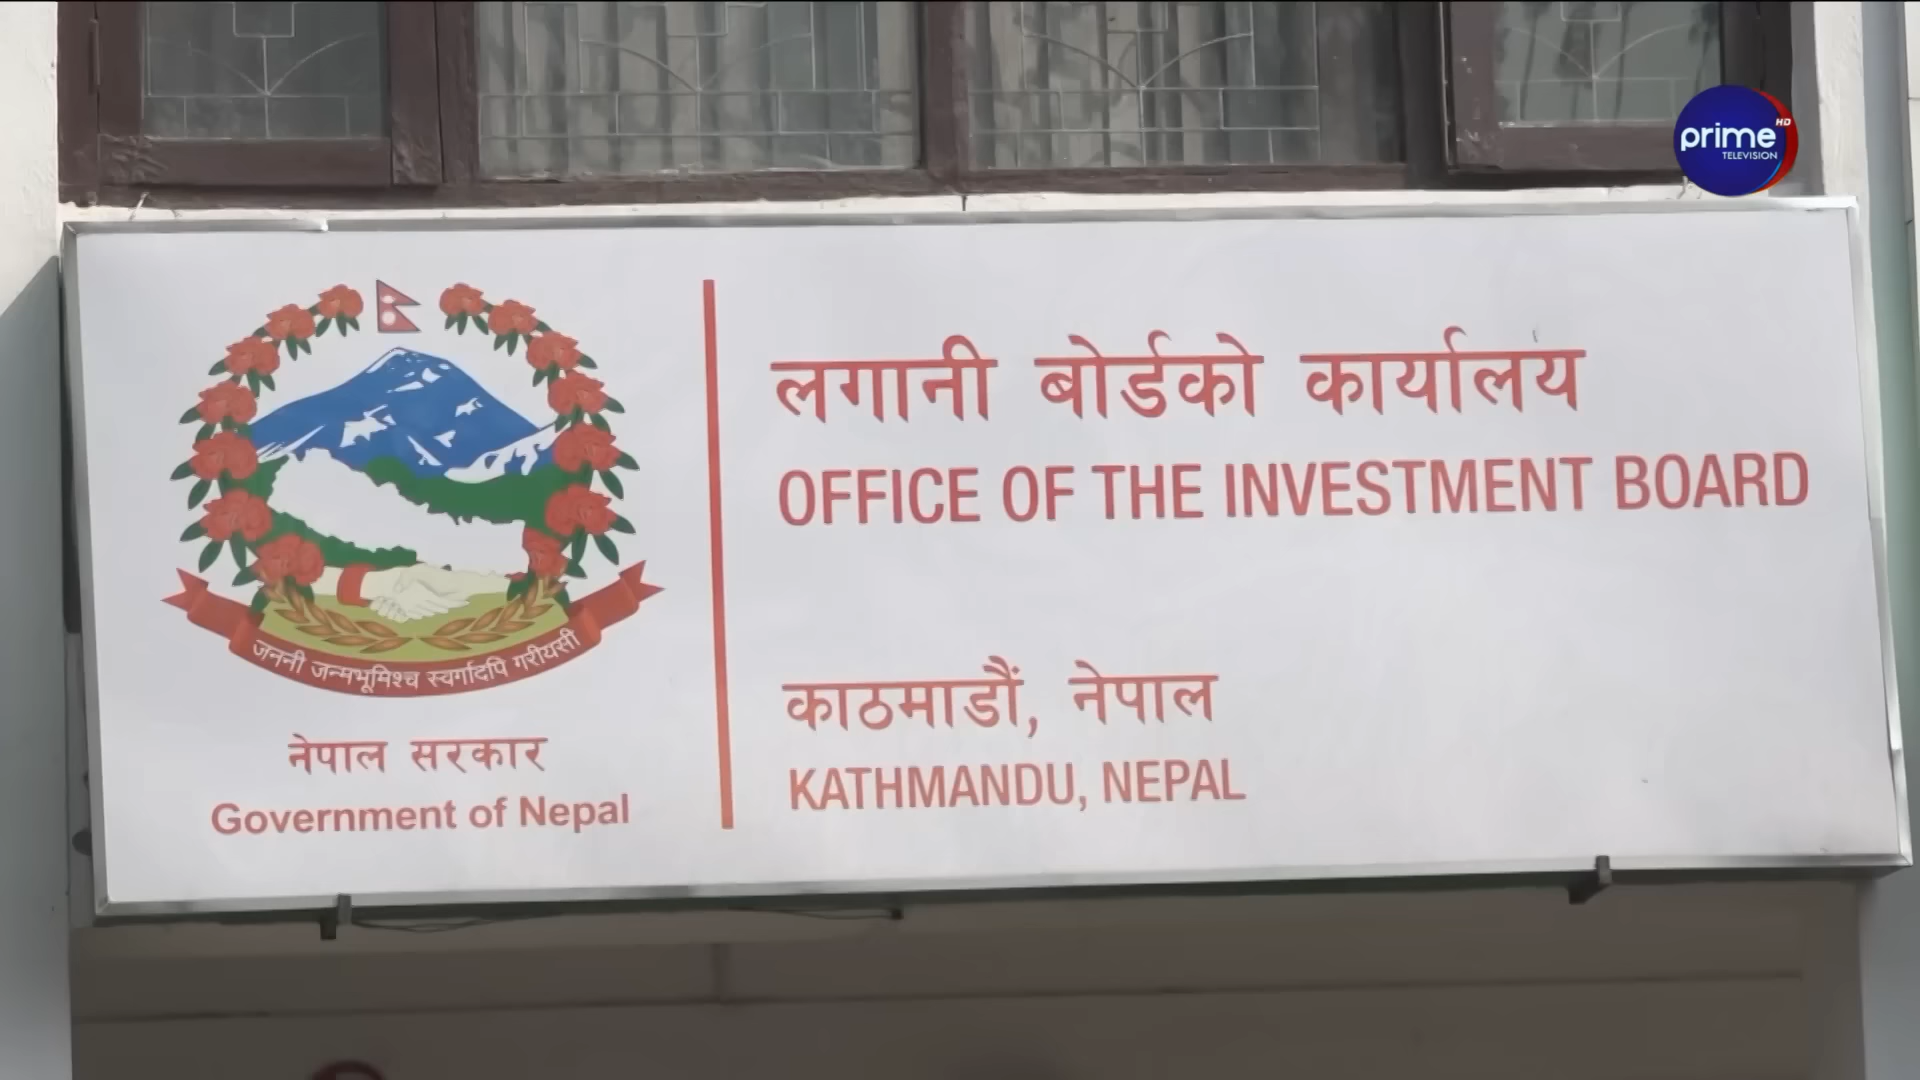 prime HD
TELEVISION
जननी जन्मभूमिश्च स्वर्गादपि गरीयसी
नेपाल सरकार
Government of Nepal
लगानी बोर्डको कार्यालय
OFFICE OF THE INVESTMENT BOARD
काठमाडौं, नेपाल
KATHMANDU, NEPAL